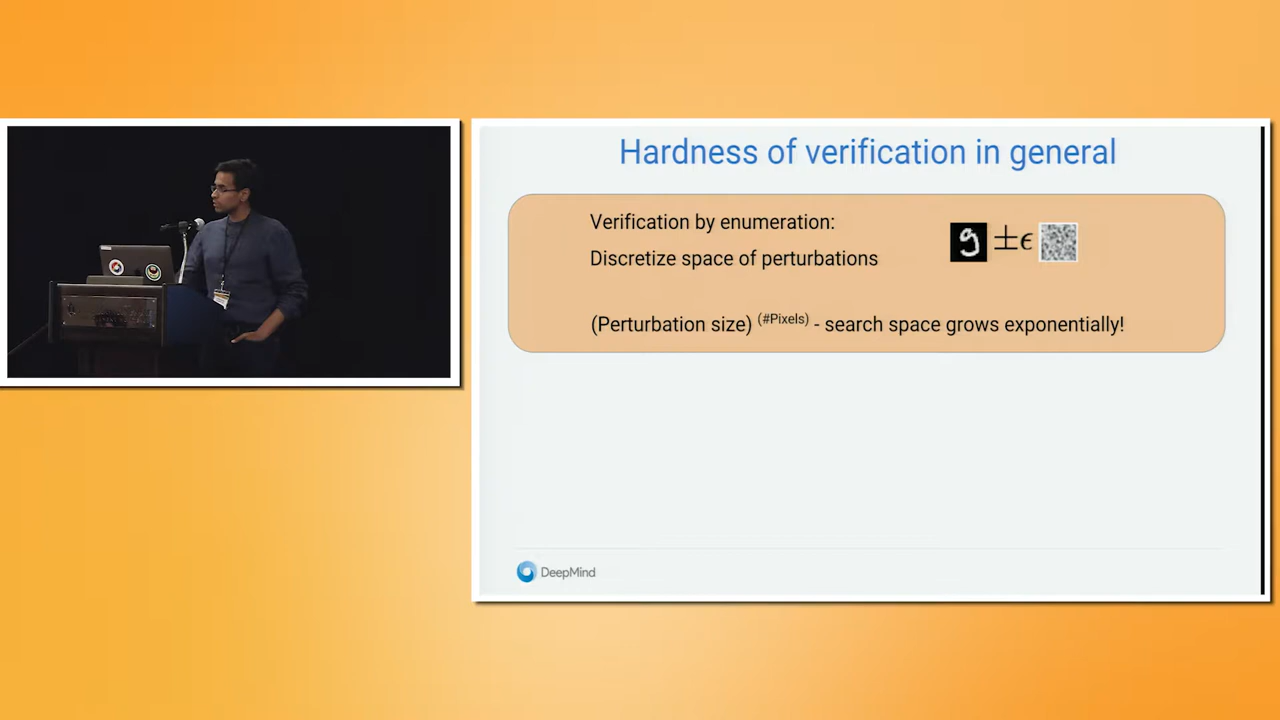 Hardness of verification in general
Verification by enumeration:
Discretize space of perturbations
9 ±ϵ
(Perturbation size) (#Pixels) - search space grows exponentially!
DeepMind